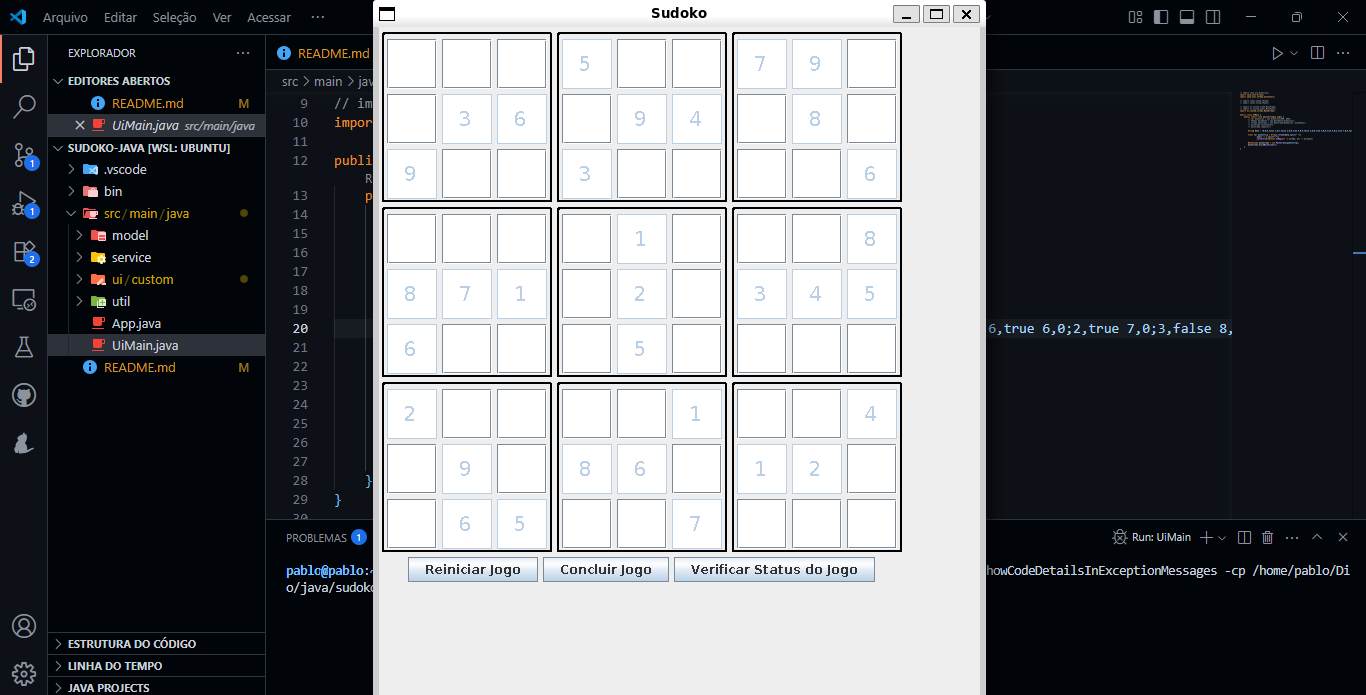 Arquivo Editar Seleção Ver Acessar ···
Sudoko
EXPLORADOR ···
EDITORES ABERTOS
README.md M
UiMain.java src/main/java
SUDOKO-JAVA [WSL: UBUNTU]
.vscode
bin
src/main/java
model
service
ui/custom
util
App.java
UiMain.java
README.md M
ESTRUTURA DO CÓDIGO
LINHA DO TEMPO
JAVA PROJECTS
1
1
2
README.md
src > main > jav
9 // im
10 impor
11
12 publi
R
13 p
14
15
16
17
18
19
20 6,true 6,0;2,true 7,0;3,false 8,
21
22
23
24
25
26
27
28 }
29 }
30
5 7 9
3 6 9 4 8
9 3 6
1 8
8 7 1 2 3 4 5
6 5
2 1 4
9 8 6 1 2
6 5 7
Reiniciar Jogo Concluir Jogo Verificar Status do Jogo
PROBLEMAS 1
Run: UiMain
pablo@pablo:~ howCodeDetailsInExceptionMessages -cp /home/pablo/Di
o/java/sudoko